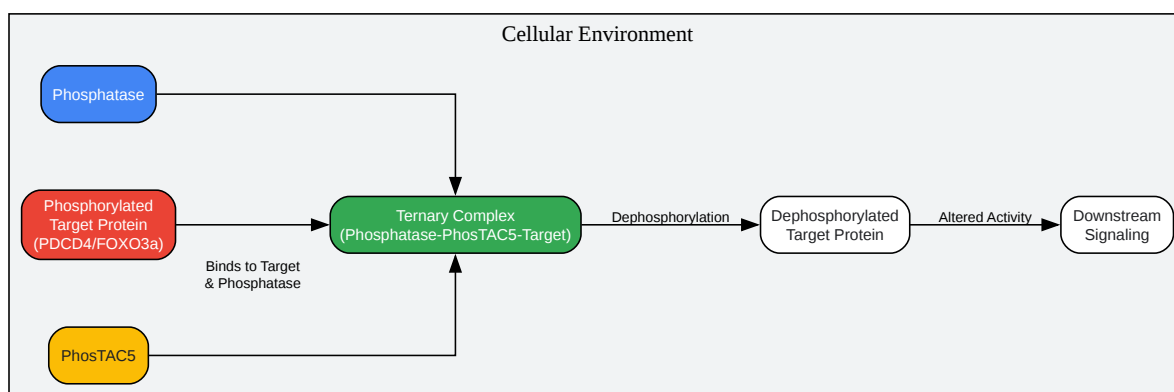 Cellular Environment
Phosphatase
Phosphorylated
Target Protein
(PDCD4/FOXO3a)
Binds to Target
& Phosphatase
PhosTAC5
Ternary Complex
(Phosphatase-PhosTAC5-Target)
Dephosphorylation
Dephosphorylated
Target Protein
Altered Activity
Downstream
Signaling